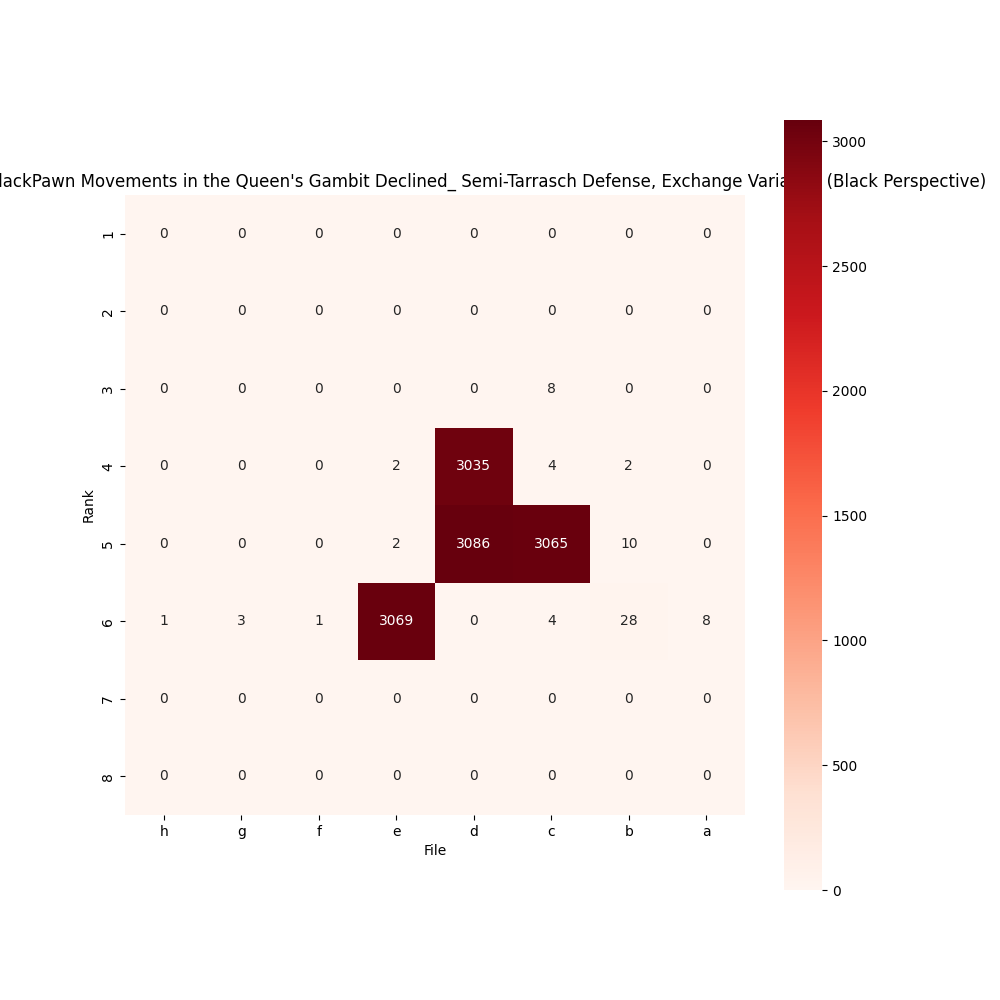 lackPawn Movements in the Queen's Gambit Declined_ Semi-Tarrasch Defense, Exchange Varia (Black Perspective)
3000
2500
2000
1500
1000
500
0
Rank
1 0 0 0 0 0 0 0 0
2 0 0 0 0 0 0 0 0
3 0 0 0 0 0 8 0 0
4 0 0 0 2 3035 4 2 0
5 0 0 0 2 3086 3065 10 0
6 1 3 1 3069 0 4 28 8
7 0 0 0 0 0 0 0 0
8 0 0 0 0 0 0 0 0
h g f e d c b a
File